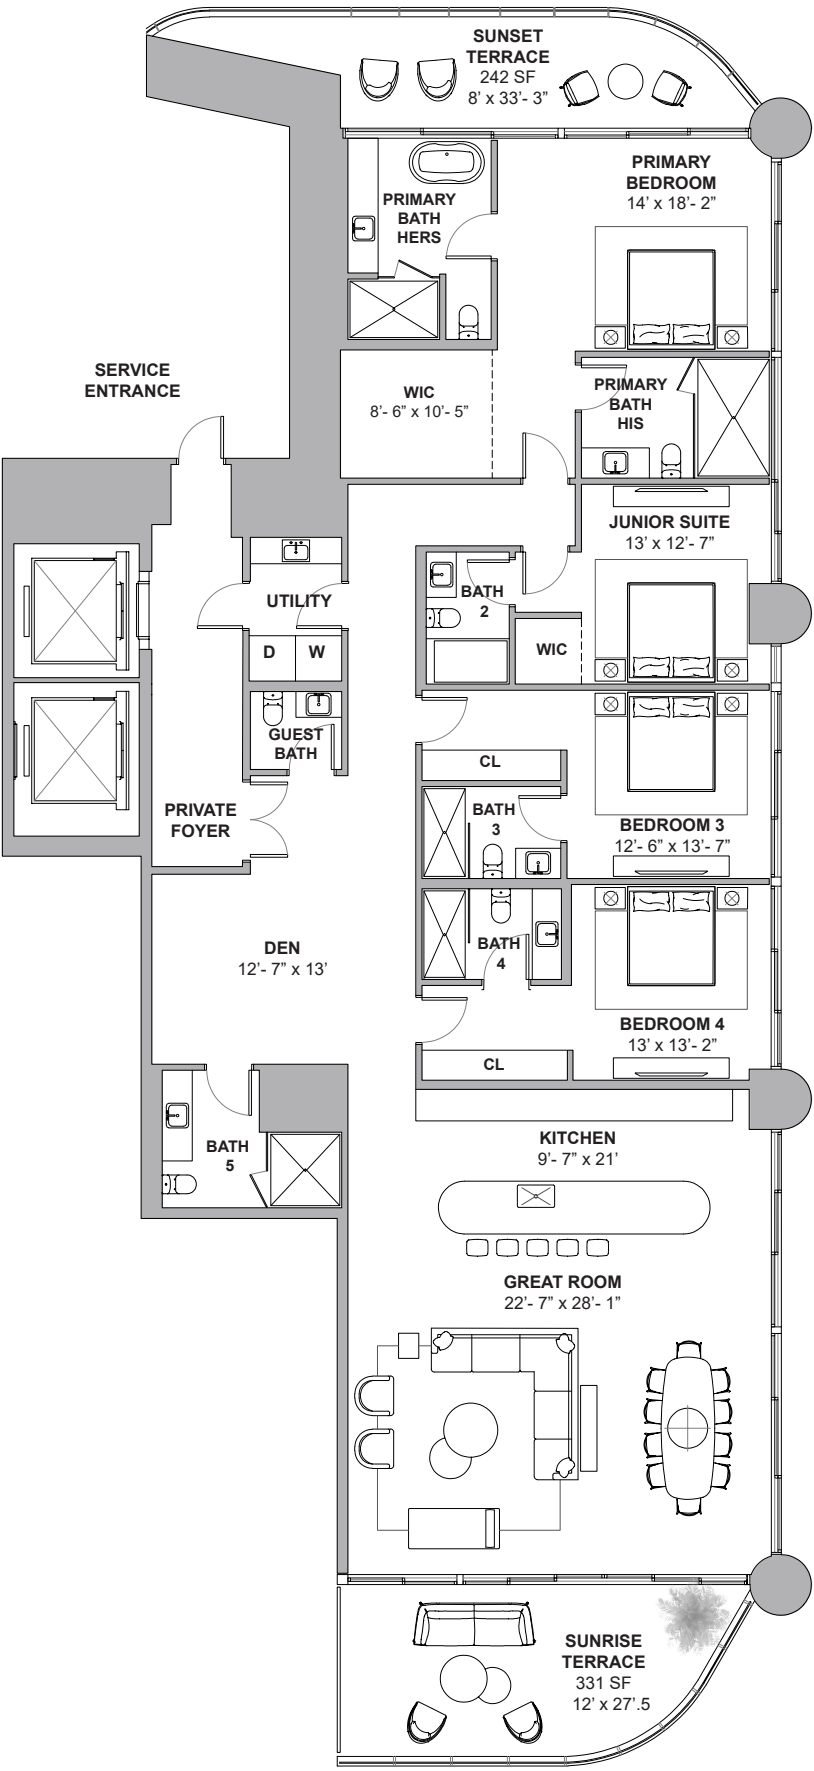 SUNSET
TERRACE
242 SF
8' x 33'- 3”
PRIMARY
BEDROOM
14' x 18'- 2”
PRIMARY
BATH
HERS
SERVICE
ENTRANCE
WIC
8'- 6” x 10'- 5”
PRIMARY
BATH
HIS
JUNIOR SUITE
13' x 12'- 7”
UTILITY
BATH
2
WIC
D
W
GUEST
BATH
CL
PRIVATE
FOYER
BATH
3
BEDROOM 3
12'- 6” x 13'- 7”
DEN
12'- 7” x 13'
BATH
4
BEDROOM 4
13' x 13'- 2”
CL
BATH
5
KITCHEN
9'- 7” x 21'
GREAT ROOM
22'- 7” x 28'- 1”
SUNRISE
TERRACE
331 SF
12' x 27'.5